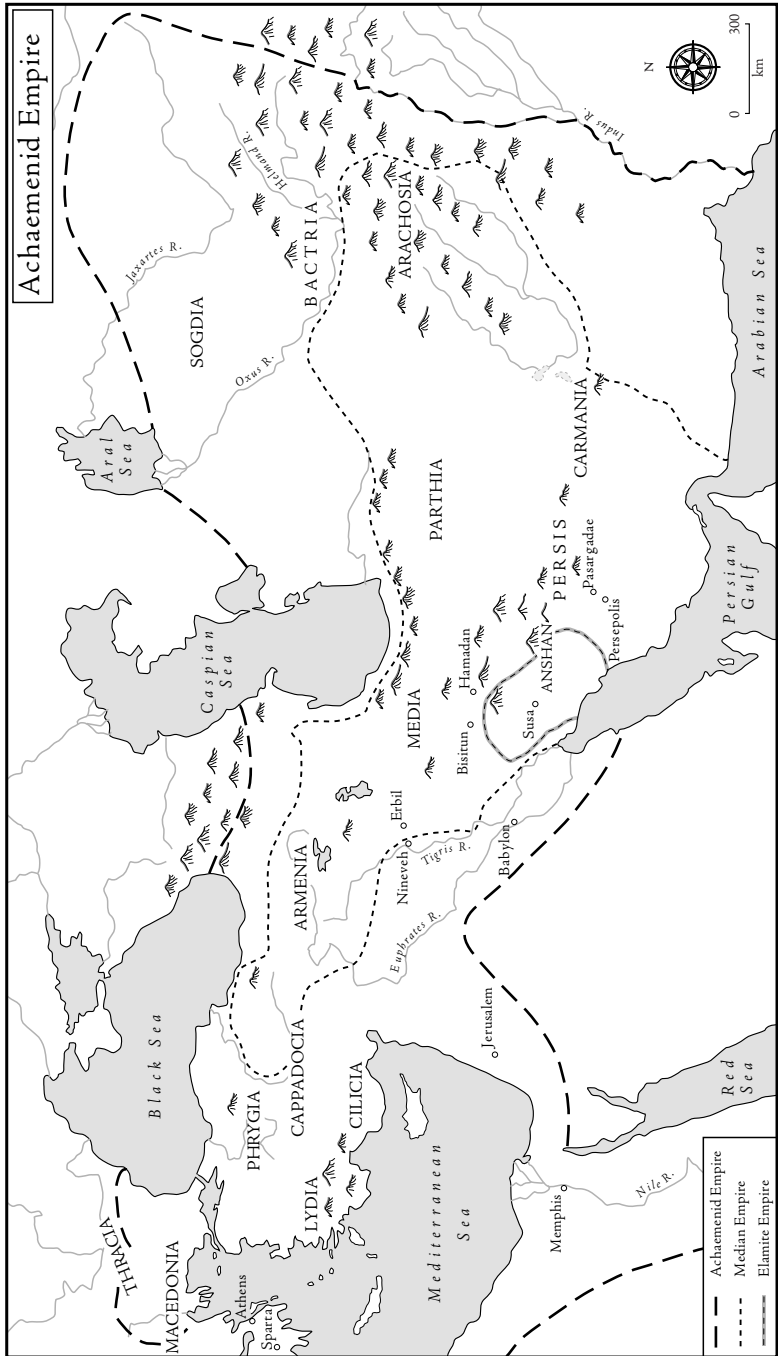 Achaemenid Empire
N
0 300
km
THRACIA
MACEDONIA
Athens
Sparta
Black Sea
PHRYGIA
LYDIA
CAPPADOCIA
CILICIA
Mediterranean
Sea
Memphis
Nile R.
Red
Sea
Jerusalem
ARMENIA
Nineveh
Erbil
Tigris R.
Euphrates R.
Babylon
Caspian
Sea
MEDIA
Bisitun
Hamadan
Susa
ANSHAN
PERSIS
Pasargadae
Persepolis
Persian
Gulf
Aral
Sea
PARTHIA
CARMANIA
SOGDIA
Jaxartes R.
Oxus R.
BACTRIA
Helmand R.
ARACHOSIA
Indus R.
Arabian Sea
Achaemenid Empire
Median Empire
Elamite Empire